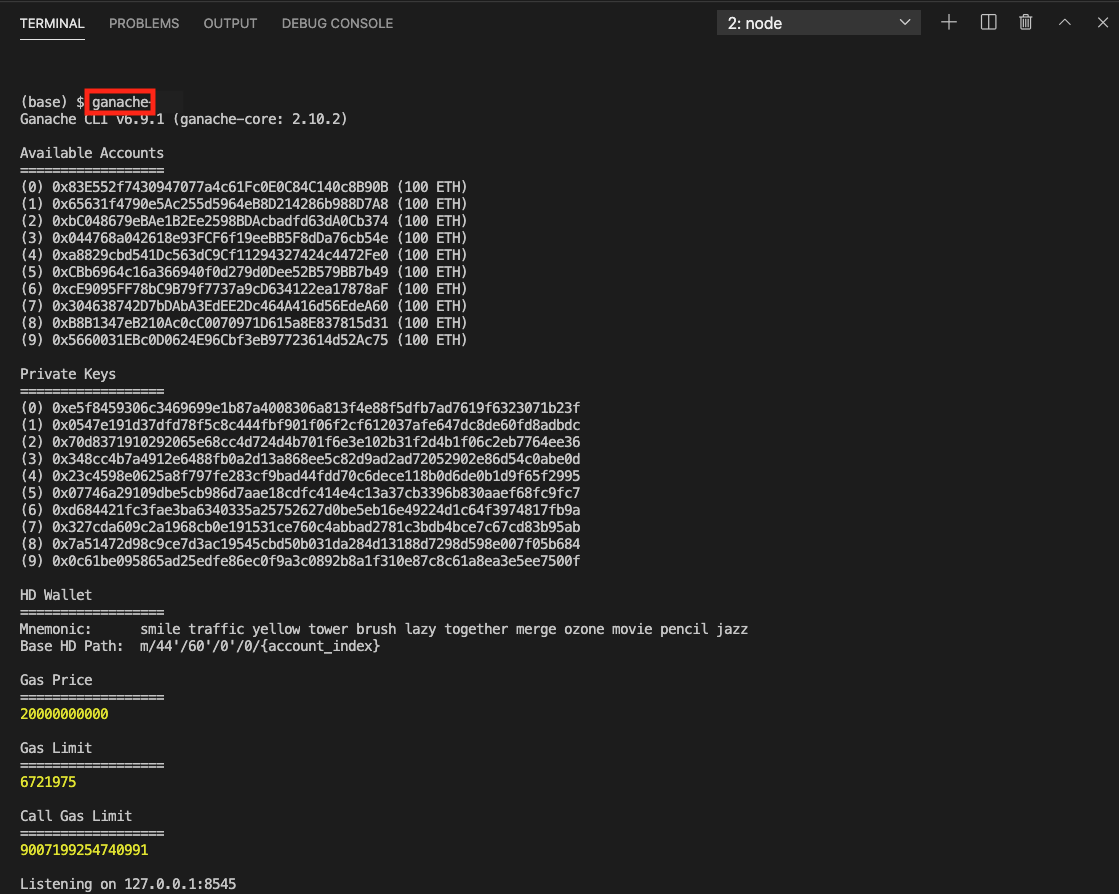 TERMINAL PROBLEMS OUTPUT DEBUG CONSOLE 2: node
(base) $ ganache-
Ganache CLI v6.9.1 (ganache-core: 2.10.2)
Available Accounts
==================
(0) 0x83E552f7430947077a4c61Fc0E0C84C140c8B90B (100 ETH)
(1) 0x65631f4790e5Ac255d5964eB8D214286b988D7A8 (100 ETH)
(2) 0xbC048679eBAe1B2Ee2598BDAcbadfd63dA0Cb374 (100 ETH)
(3) 0x044768a042618e93FCF6f19eeBB5F8dDa76cb54e (100 ETH)
(4) 0xa8829cbd541Dc563dC9Cf11294327424c4472Fe0 (100 ETH)
(5) 0xCBb6964c16a366940f0d279d0Dee52B579BB7b49 (100 ETH)
(6) 0xcE9095FF78bC9B79f7737a9cD634122ea17878aF (100 ETH)
(7) 0x304638742D7bDAbA3EdEE2Dc464A416d56EdeA60 (100 ETH)
(8) 0xB8B1347eB210Ac0cC0070971D615a8E837815d31 (100 ETH)
(9) 0x5660031EBc0D0624E96Cbf3eB97723614d52Ac75 (100 ETH)
Private Keys
==================
(0) 0xe5f8459306c3469699e1b87a4008306a813f4e88f5dfb7ad7619f6323071b23f
(1) 0x0547e191d37dfd78f5c8c444fbf901f06f2cf612037afe647dc8de60fd8adbdc
(2) 0x70d8371910292065e68cc4d724d4b701f6e3e102b31f2d4b1f06c2eb7764ee36
(3) 0x348cc4b7a4912e6488fb0a2d13a868ee5c82d9ad2ad72052902e86d54c0abe0d
(4) 0x23c4598e0625a8f797fe283cf9bad44fdd70c6dece118b0d6de0b1d9f65f2995
(5) 0x07746a29109dbe5cb986d7aae18cdfc414e4c13a37cb3396b830aaef68fc9fc7
(6) 0xd684421fc3fae3ba6340335a25752627d0be5eb16e49224d1c64f3974817fb9a
(7) 0x327cda609c2a1968cb0e191531ce760c4abbad2781c3bdb4bce7c67cd83b95ab
(8) 0x7a51472d98c9ce7d3ac19545cbd50b031da284d13188d7298d598e007f05b684
(9) 0x0c61be095865ad25edfe86ec0f9a3c0892b8a1f310e87c8c61a8ea3e5ee7500f
HD Wallet
==================
Mnemonic:      smile traffic yellow tower brush lazy together merge ozone movie pencil jazz
Base HD Path:  m/44'/60'/0'/0/{account_index}
Gas Price
==================
20000000000
Gas Limit
==================
6721975
Call Gas Limit
==================
9007199254740991
Listening on 127.0.0.1:8545